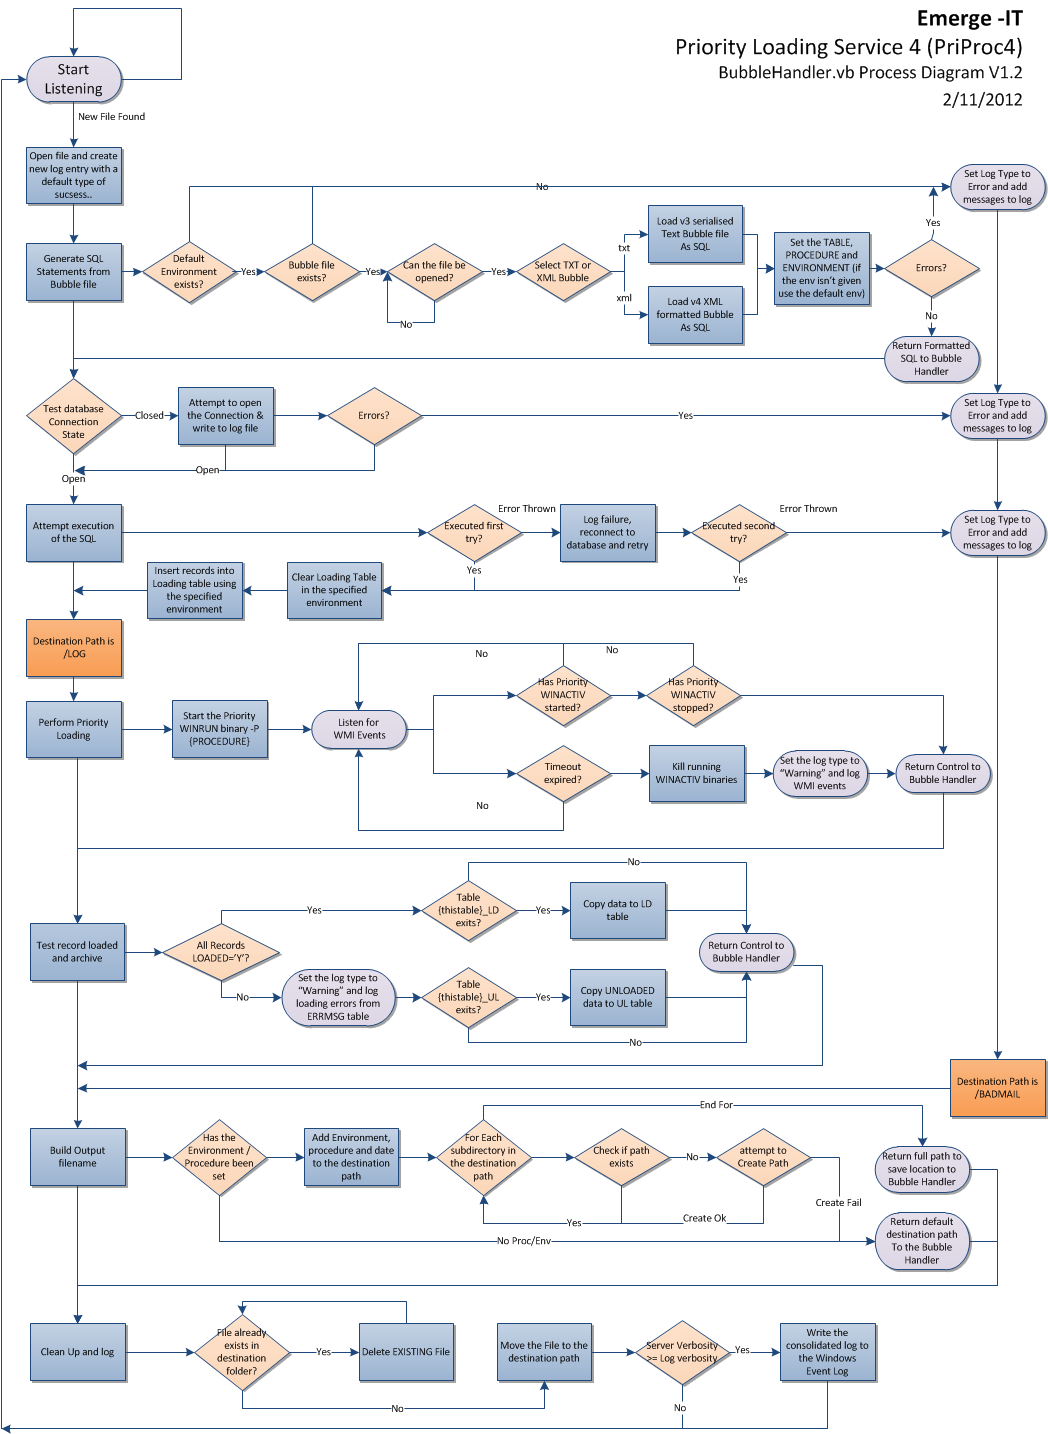 Emerge -IT
Priority Loading Service 4 (PriProc4)
BubbleHandler.vb Process Diagram V1.2
2/11/2012
Start
Listening
New File Found
Open file and create
new log entry with a
default type of
sucsess..
Generate SQL
Statements from
Bubble file
Default
Environment
exists?
Yes
Bubble file
exists?
Yes
Can the file be
opened?
No
Yes
Select TXT or
XML Bubble
txt
xml
Load v3 serialised
Text Bubble file
As SQL
Load v4 XML
formatted Bubble
As SQL
Set the TABLE,
PROCEDURE and
ENVIRONMENT (if
the env isn't given
use the default env)
Errors?
Yes
No
No
Set Log Type to
Error and add
messages to log
Return Formatted
SQL to Bubble
Handler
Test database
Connection
State
Closed
Attempt to open
the Connection &
write to log file
Errors?
Yes
Set Log Type to
Error and add
messages to log
Open
Open
Attempt execution
of the SQL
Executed first
try?
Error Thrown
Yes
Log failure,
reconnect to
database and retry
Executed second
try?
Error Thrown
Yes
Set Log Type to
Error and add
messages to log
Insert records into
Loading table using
the specified
environment
Clear Loading Table
in the specified
environment
Destination Path is
/LOG
Perform Priority
Loading
Start the Priority
WINRUN binary -P
{PROCEDURE}
Listen for
WMI Events
No
No
Has Priority
WINACTIV
started?
Has Priority
WINACTIV
stopped?
Timeout
expired?
No
Kill running
WINACTIV binaries
Set the log type to
"Warning" and log
WMI events
Return Control to
Bubble Handler
Test record loaded
and archive
All Records
LOADED='Y'?
Yes
No
Table
{thistable}_LD
exits?
No
Yes
Copy data to LD
table
Return Control to
Bubble Handler
Set the log type to
"Warning" and log
loading errors from
ERRMSG table
Table
{thistable}_UL
exits?
Yes
No
Copy UNLOADED
data to UL table
Destination Path is
/BADMAIL
Build Output
filename
Has the
Environment /
Procedure been
set
Add Environment,
procedure and date
to the destination
path
For Each
subdirectory in
the destination
path
End For
Check if path
exists
Yes
No
attempt to
Create Path
Create Ok
Create Fail
No Proc/Env
Return full path to
save location to
Bubble Handler
Return default
destination path
To the Bubble
Handler
Clean Up and log
File already
exists in
destination
folder?
Yes
No
Delete EXISTING File
Move the File to the
destination path
Server Verbosity
>= Log verbosity
Yes
No
Write the
consolidated log to
the Windows
Event Log